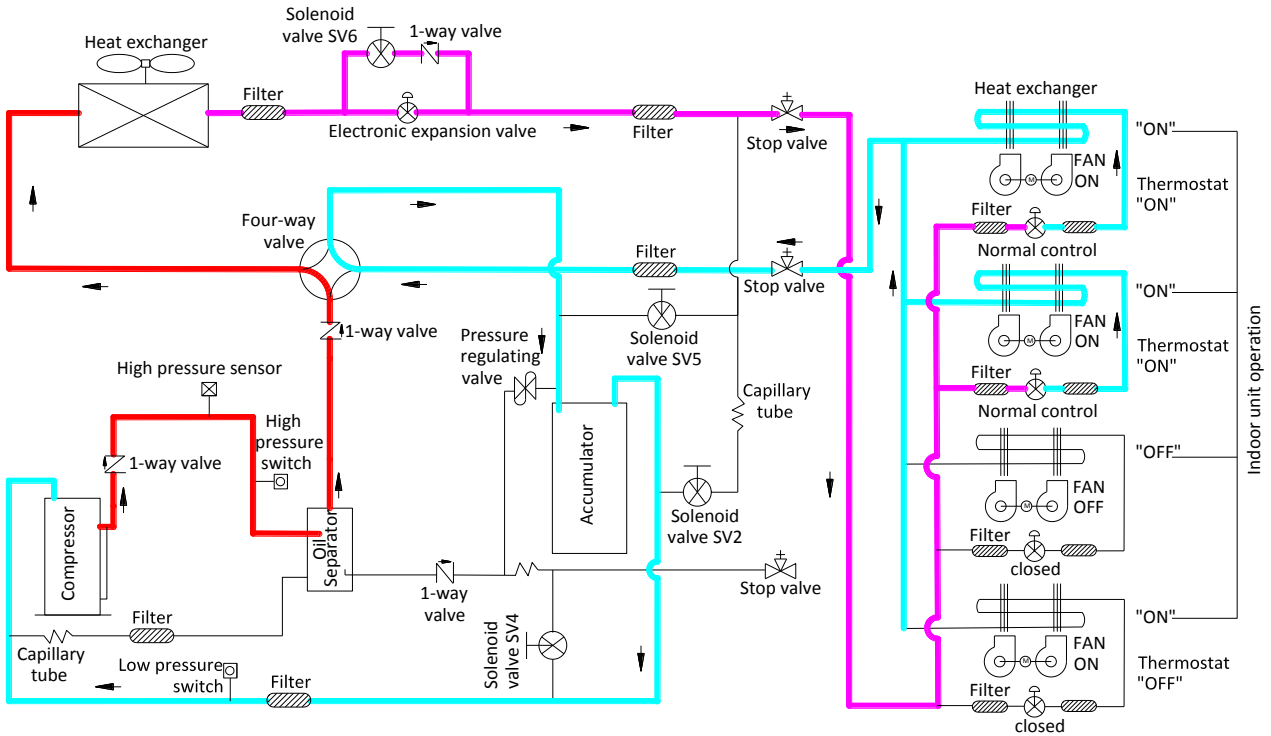 Solenoid
valve SV6
1-way valve
Heat exchanger
Filter
Electronic expansion valve
Filter
Stop valve
Heat exchanger
"ON"
FAN
ON
M
Thermostat
"ON"
Filter
Normal control
Four-way
valve
Filter
Stop valve
1-way valve
Solenoid
valve SV5
Pressure
regulating
valve
"ON"
FAN
ON
M
Thermostat
"ON"
Filter
Normal control
High pressure sensor
High
pressure
switch
1-way valve
Capillary
tube
Accumulator
Solenoid
valve SV2
"OFF"
FAN
OFF
M
Filter
closed
Indoor unit operation
Compressor
Oil
Separator
1-way
valve
Stop valve
Filter
Capillary
tube
Low pressure
switch
Filter
Solenoid
valve SV4
"ON"
FAN
ON
M
Thermostat
"OFF"
Filter
closed